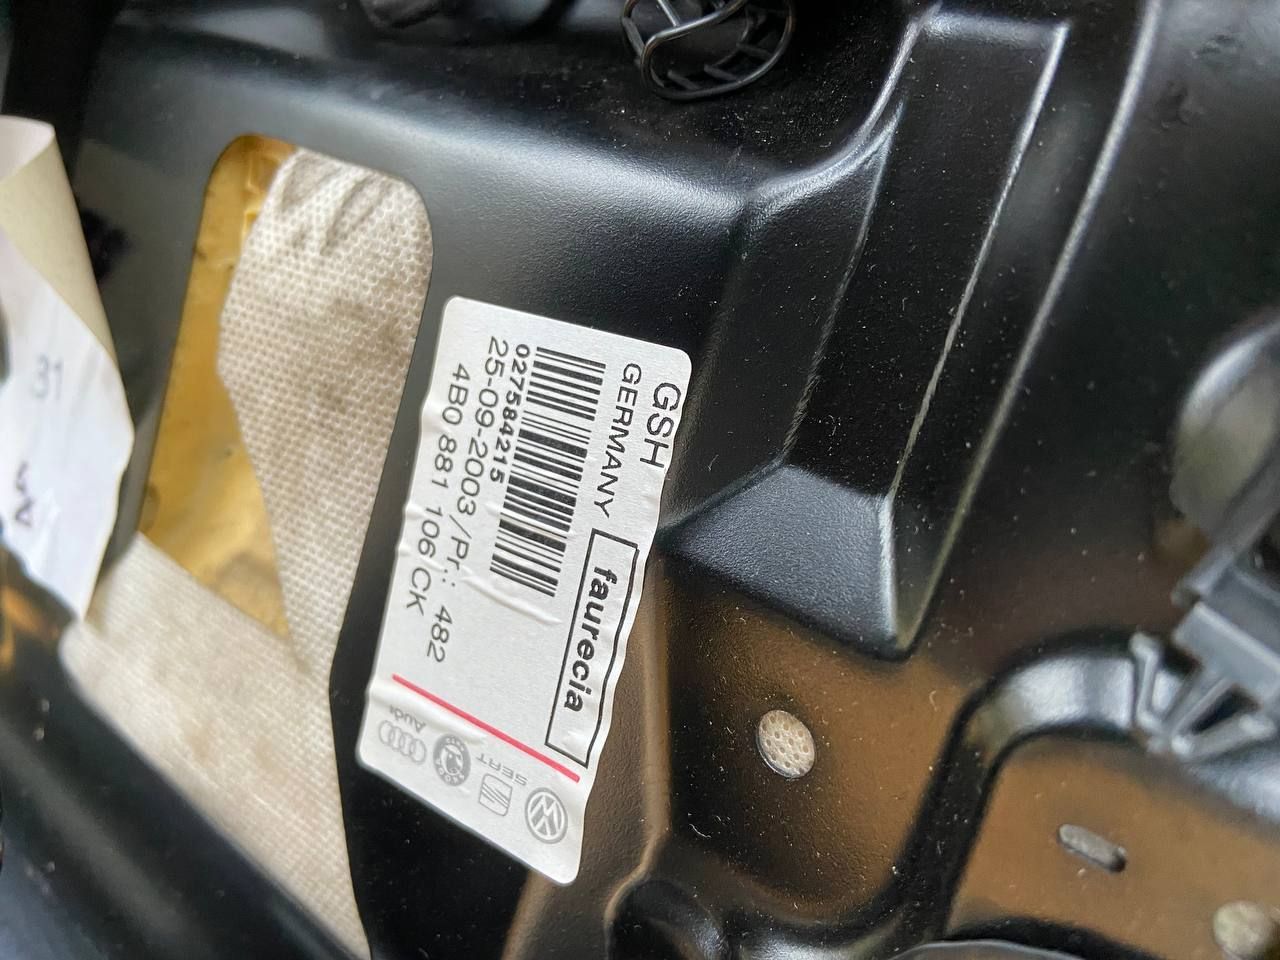 GSH
GERMANY
faurecia
027584215
25-09-2003/Pr.: 482
4B0 881 106 CK
Audi
SEAT
31